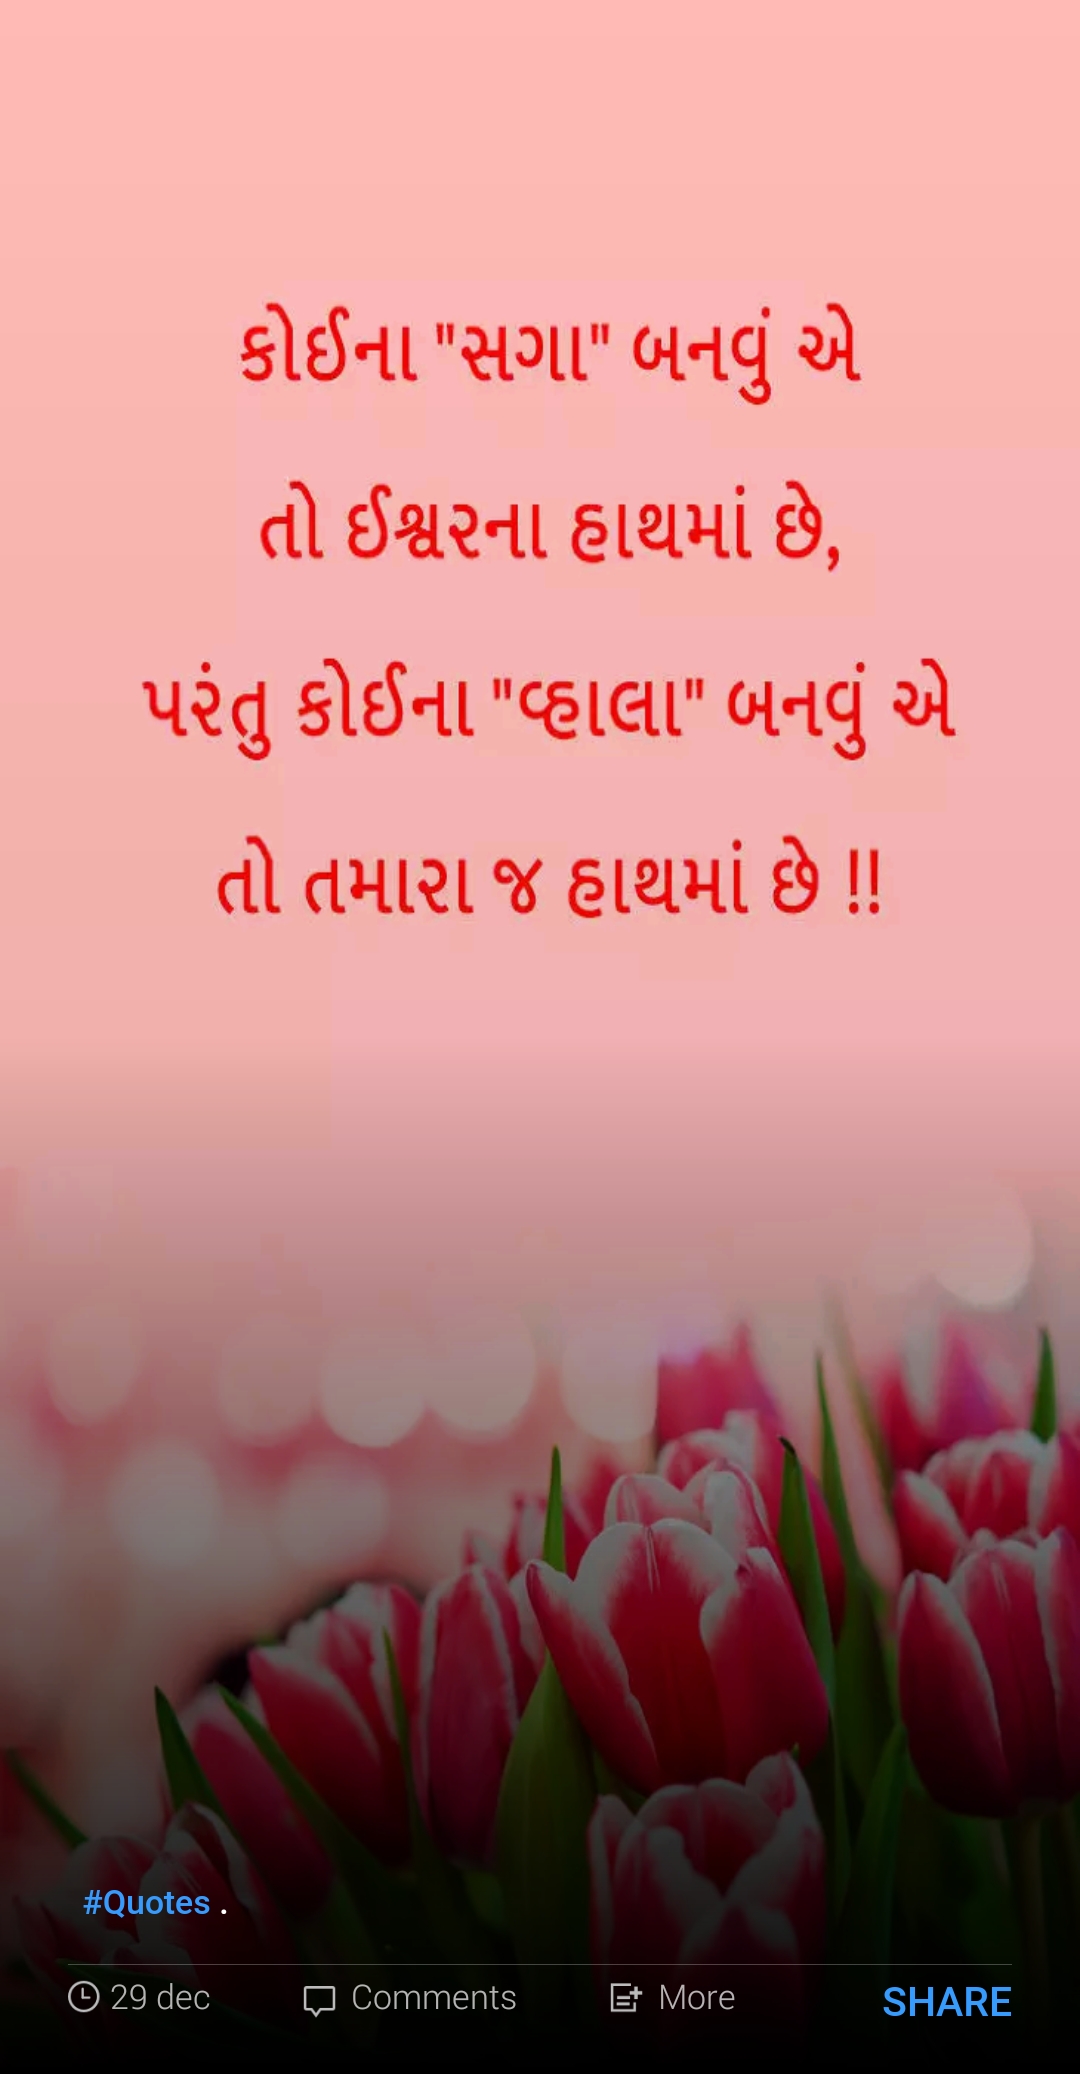 કોઈના "સગા" બનવું એ
તો ઈશ્વરના હાથમાં છે,
પરંતુ કોઈના "વ્હાલા" બનવું એ
તો તમારા જ હાથમાં છે !!
#Quotes .
29 dec Comments More SHARE